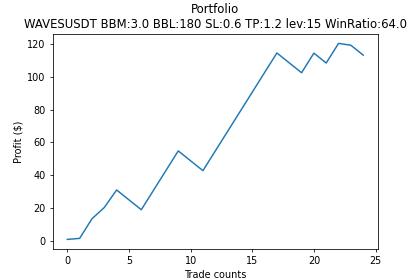 Portfolio
WAVESUSDT BBM:3.0 BBL:180 SL:0.6 TP:1.2 lev:15 WinRatio:64.0
120
100
80
60
40
20
0
Profit ($)
0 5 10 15 20 25
Trade counts